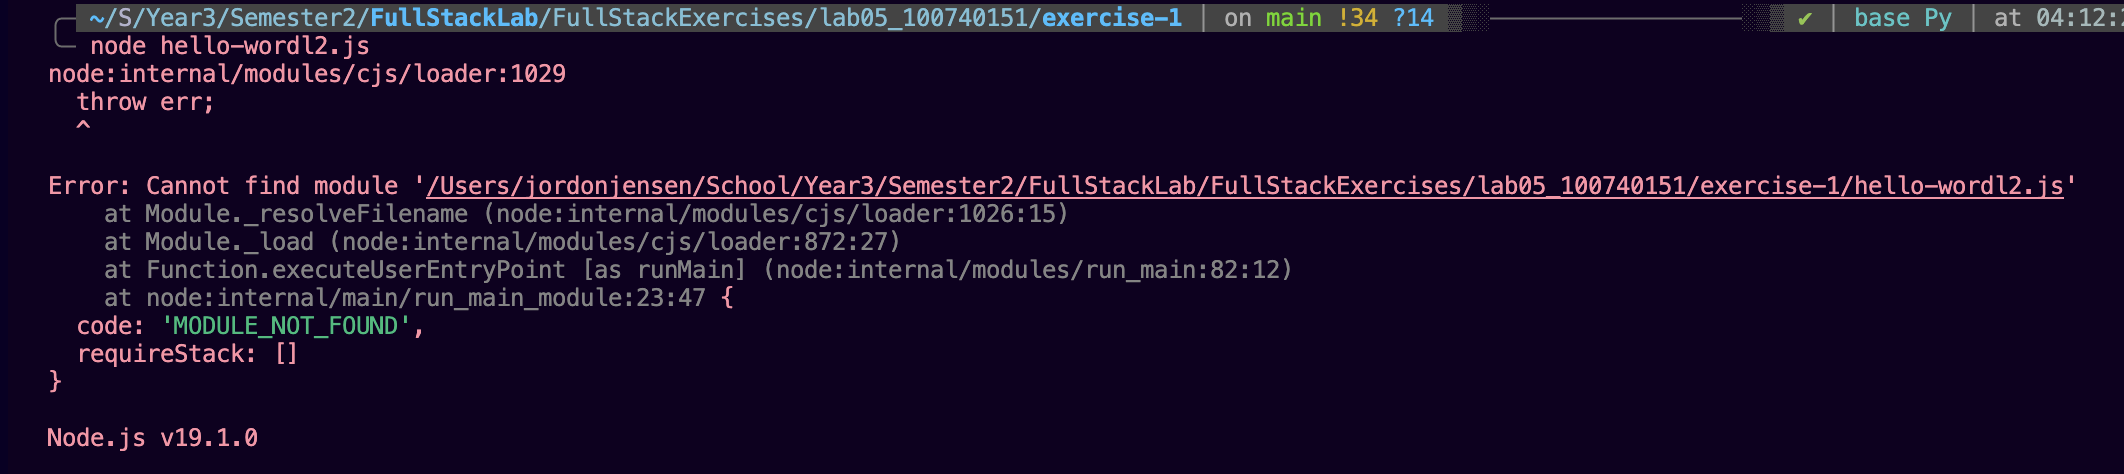 ~/S/Year3/Semester2/FullStackLab/FullStackExercises/lab05_100740151/exercise-1 | on main !34 ?14 ✔ | base Py | at 04:12:
node hello-wordl2.js
node:internal/modules/cjs/loader:1029
  throw err;
  ^

Error: Cannot find module '/Users/jordonjensen/School/Year3/Semester2/FullStackLab/FullStackExercises/lab05_100740151/exercise-1/hello-wordl2.js'
    at Module._resolveFilename (node:internal/modules/cjs/loader:1026:15)
    at Module._load (node:internal/modules/cjs/loader:872:27)
    at Function.executeUserEntryPoint [as runMain] (node:internal/modules/run_main:82:12)
    at node:internal/main/run_main_module:23:47 {
  code: 'MODULE_NOT_FOUND',
  requireStack: []
}

Node.js v19.1.0